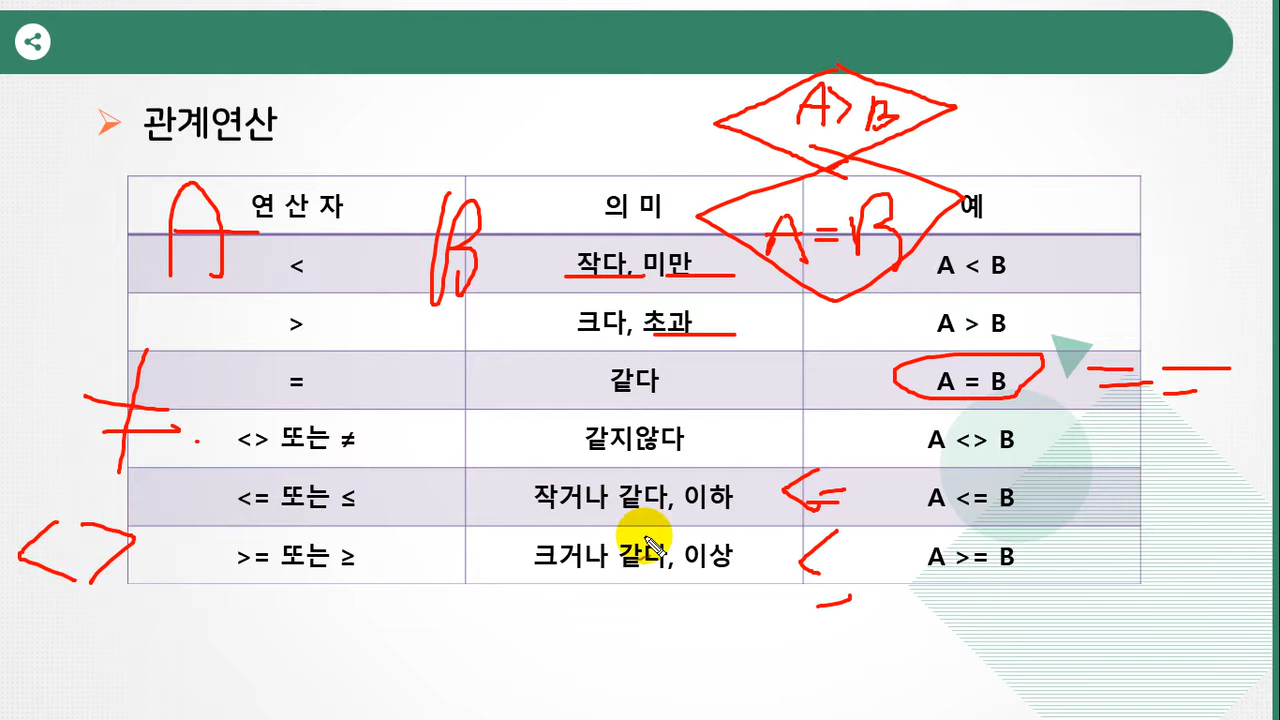 관계연산
A > B
A
B
A = B
연 산 자 의 미 예
< 작다, 미만 A < B
> 크다, 초과 A > B
= 같다 A = B
≠
<> 또는 ≠ 같지않다 A <> B
<= 또는 ≤ 작거나 같다, 이하 <= A <= B
<> >= 또는 ≥ 크거나 같다, 이상 < A >= B